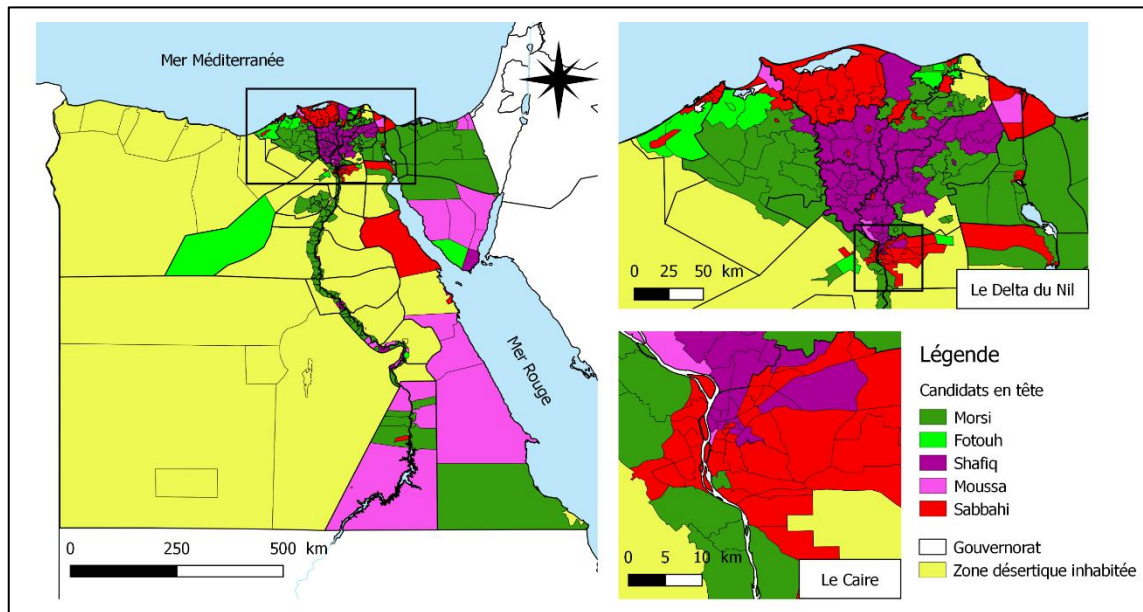 Mer Méditerranée
Mer Rouge
0 250 500 km
0 25 50 km
Le Delta du Nil
0 5 10 km
Le Caire
Légende
Candidats en tête
Morsi
Fotouh
Shafiq
Moussa
Sabbahi
Gouvernorat
Zone désertique inhabitée